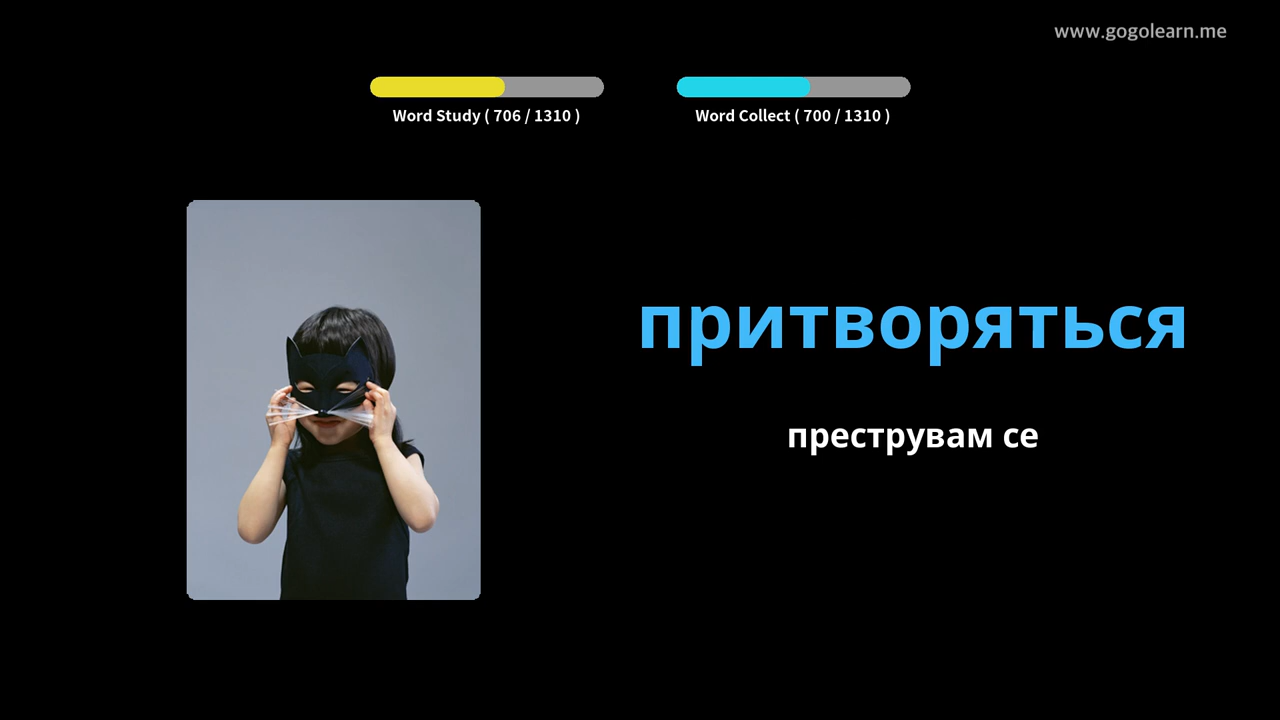 www.gogolearn.me
Word Study ( 706 / 1310 )
Word Collect ( 700 / 1310 )
притворяться
преструвам се